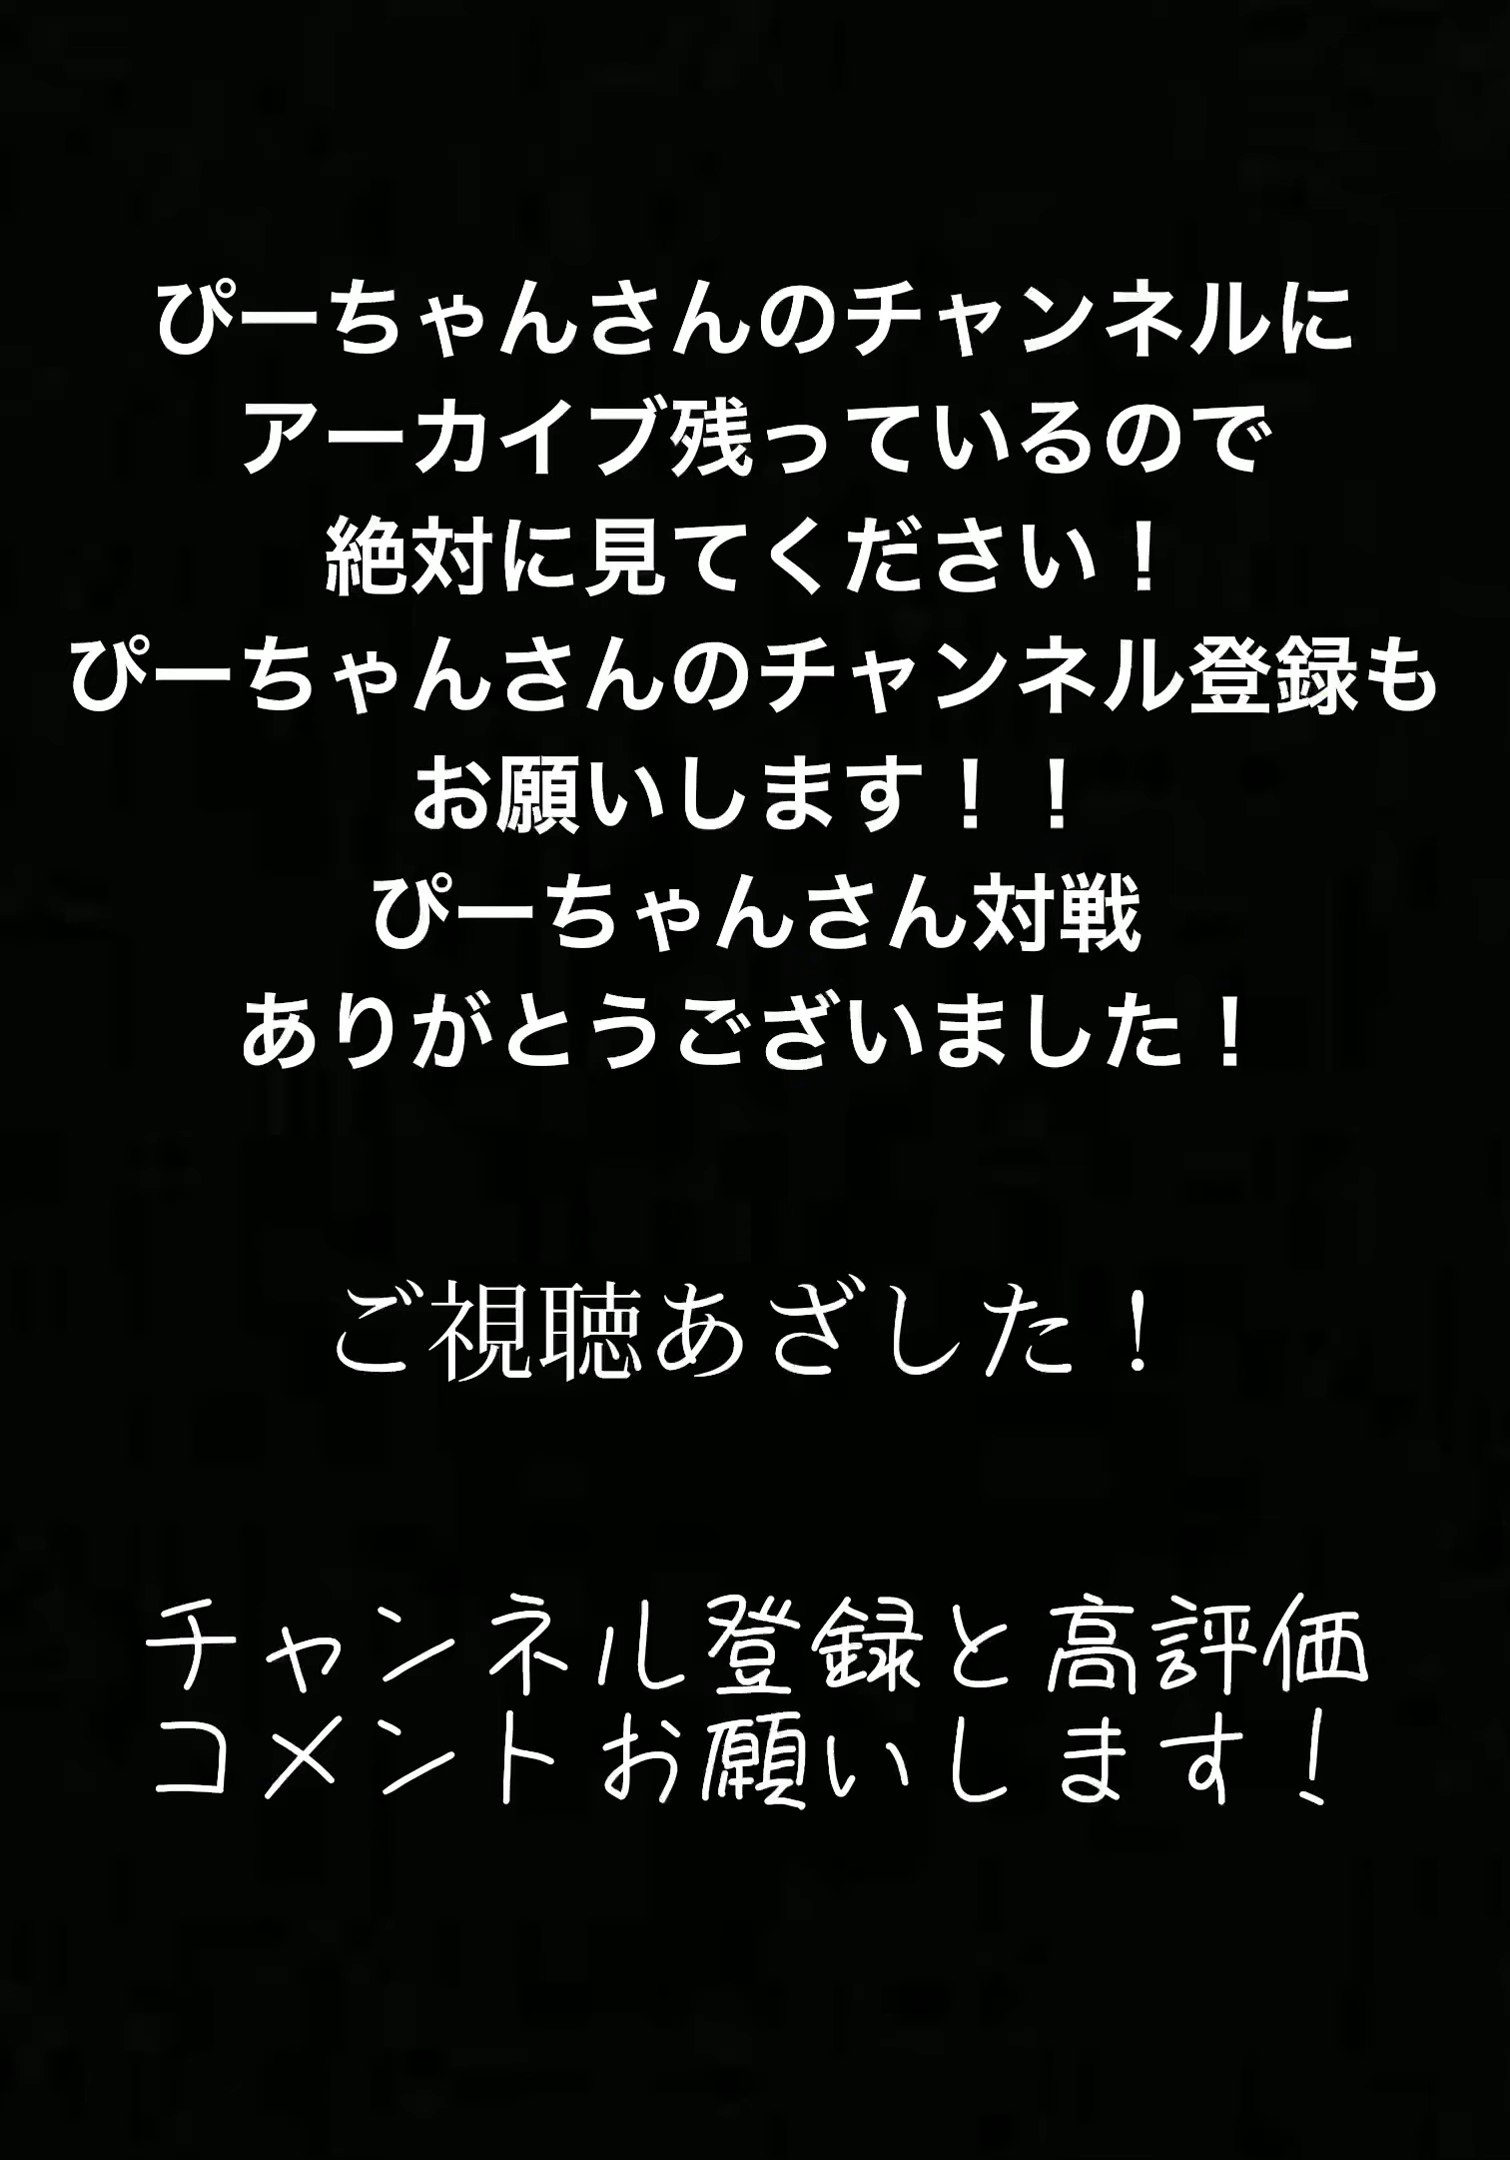 ぴーちゃんさんのチャンネルに
アーカイブ残っているので
絶対に見てください！
ぴーちゃんさんのチャンネル登録も
お願いします！！
ぴーちゃんさん対戦
ありがとうございました！
ご視聴あざした！
チャンネル登録と高評価
コメントお願いします！